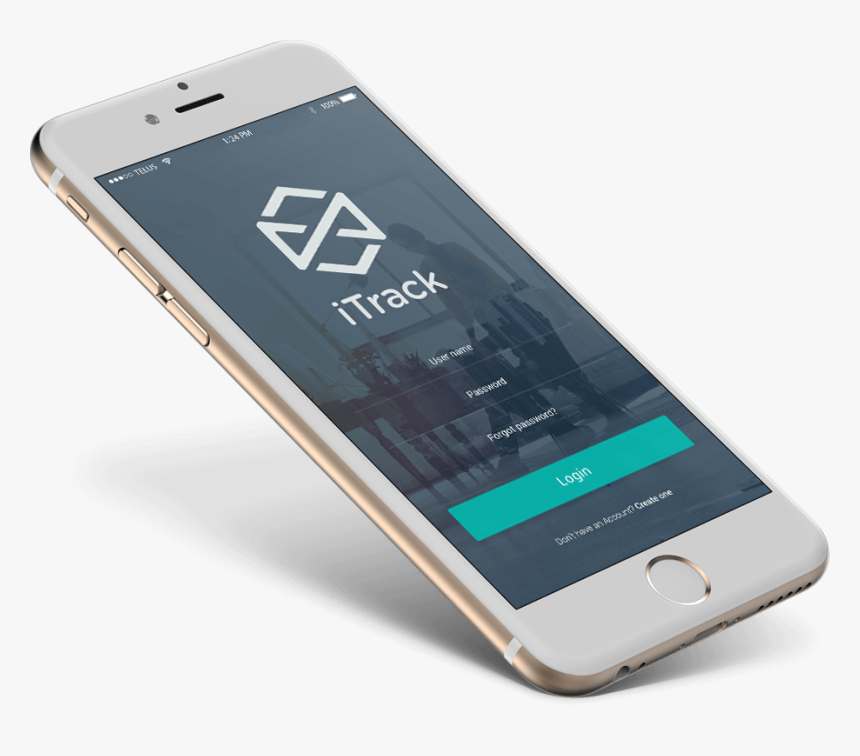 TELUS 1:24 PM 100%
iTrack
User name
Password
Forgot password?
Login
Don't have an Account? Create one